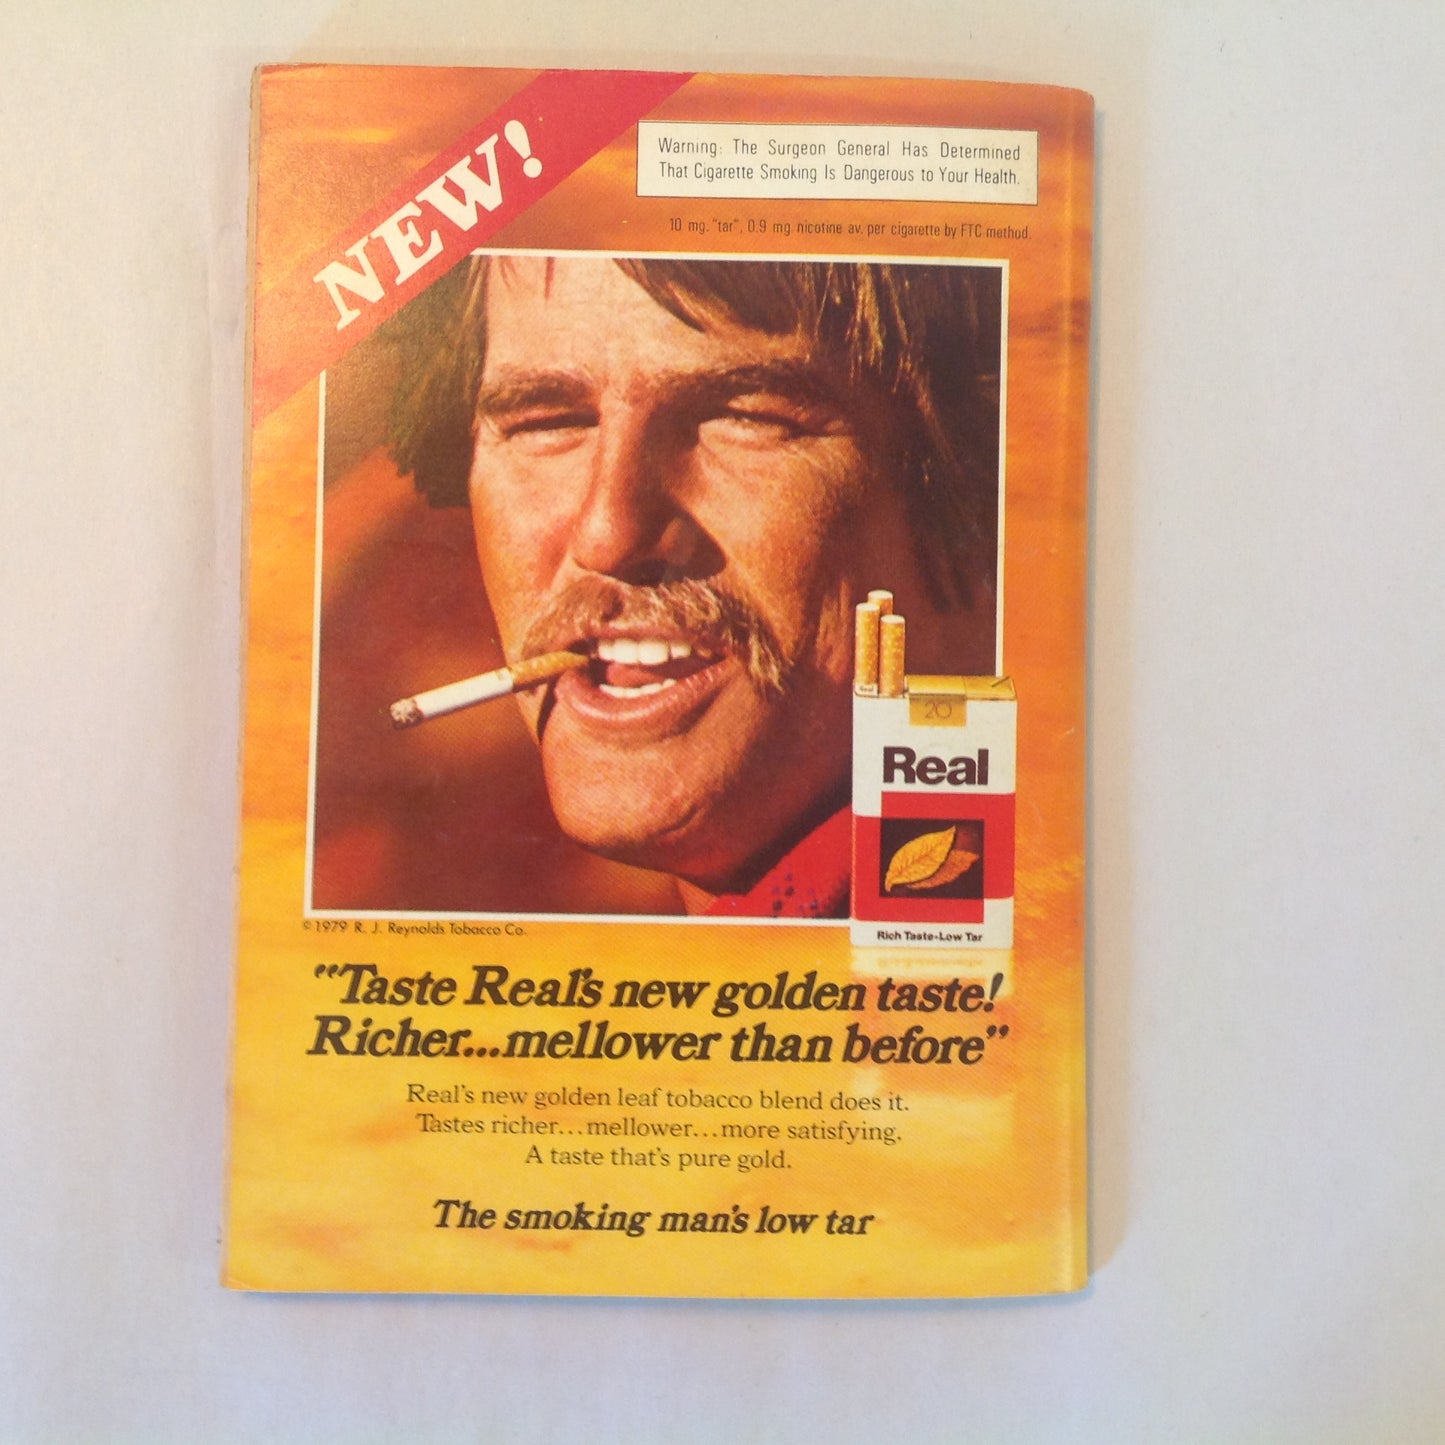 NEW!
Warning: The Surgeon General Has Determined
That Cigarette Smoking Is Dangerous to Your Health.
10 mg. "tar", 0.9 mg. nicotine av. per cigarette by FTC method.
Real
20
Real
Rich Taste-Low Tar
© 1979 R. J. Reynolds Tobacco Co.
“Taste Real's new golden taste!
Richer...mellower than before”
Real's new golden leaf tobacco blend does it.
Tastes richer...mellower...more satisfying.
A taste that's pure gold.
The smoking man's low tar